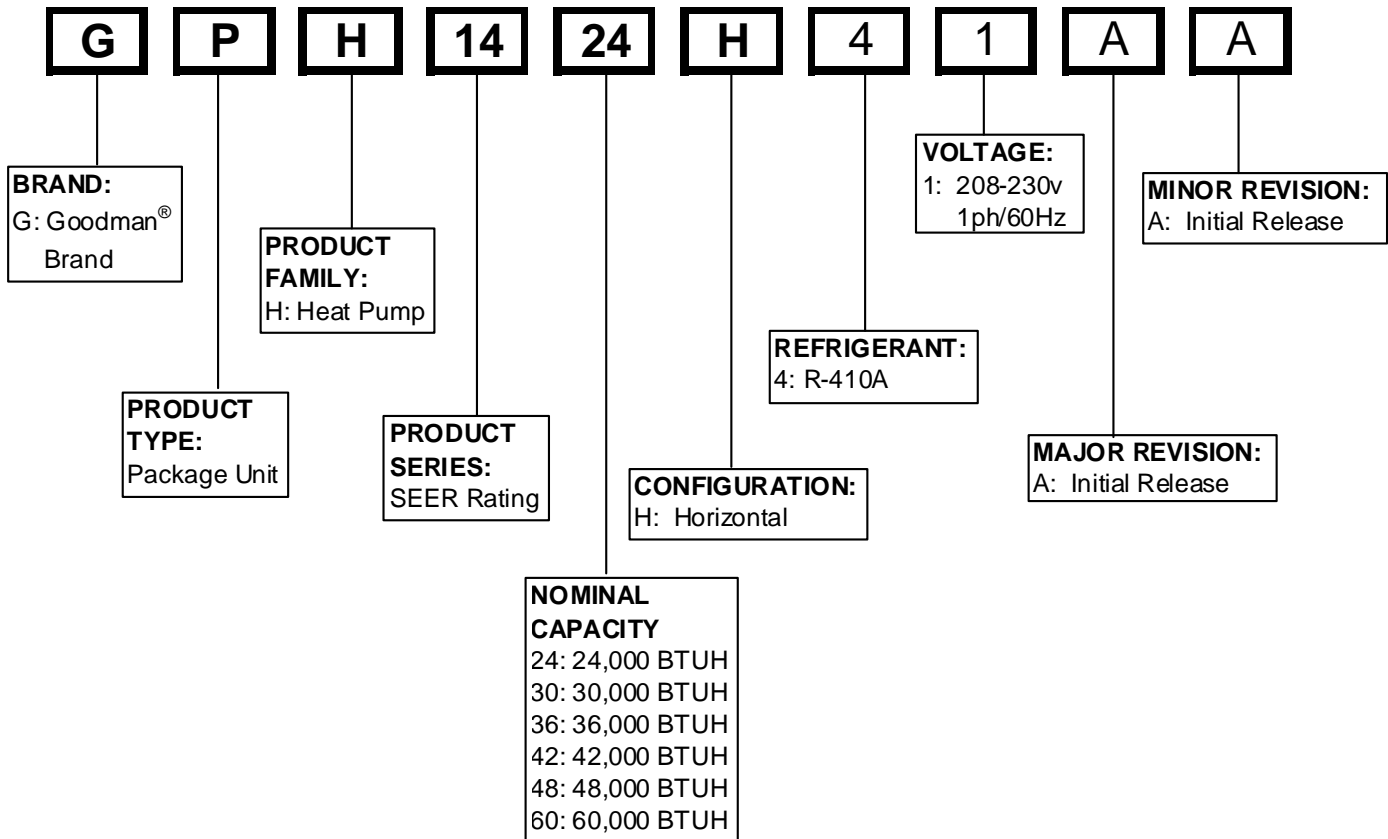 G P H 14 24 H 4 1 A A
BRAND:
G: Goodman®
Brand
PRODUCT
TYPE:
Package Unit
PRODUCT
FAMILY:
H: Heat Pump
PRODUCT
SERIES:
SEER Rating
NOMINAL
CAPACITY
24: 24,000 BTUH
30: 30,000 BTUH
36: 36,000 BTUH
42: 42,000 BTUH
48: 48,000 BTUH
60: 60,000 BTUH
CONFIGURATION:
H: Horizontal
REFRIGERANT:
4: R-410A
VOLTAGE:
1: 208-230v
1ph/60Hz
MAJOR REVISION:
A: Initial Release
MINOR REVISION:
A: Initial Release